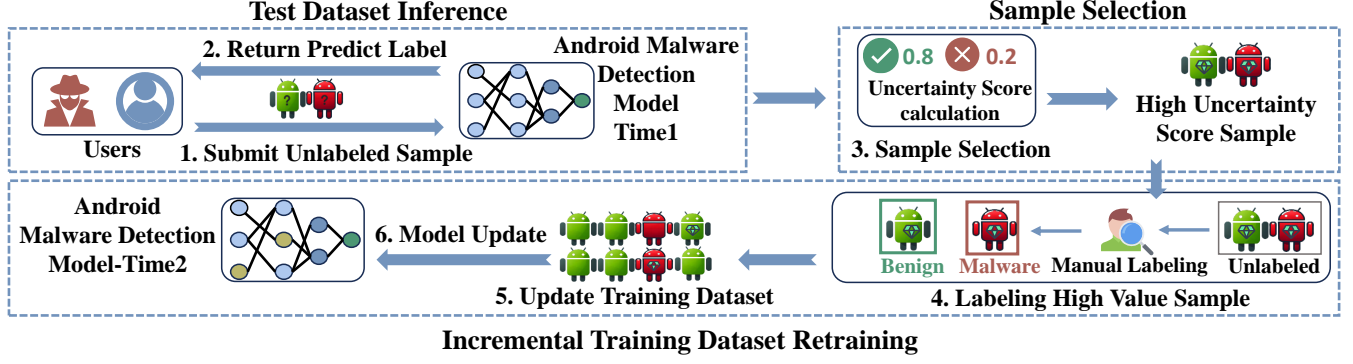 Test Dataset Inference
2. Return Predict Label
Android Malware
Detection
Model
Time1
? ?
Users
1. Submit Unlabeled Sample
Sample Selection
0.8 0.2
Uncertainty Score
calculation
3. Sample Selection
High Uncertainty
Score Sample
Android
Malware Detection
Model-Time2
6. Model Update
5. Update Training Dataset
Benign
Malware
Manual Labeling
Unlabeled
4. Labeling High Value Sample
Incremental Training Dataset Retraining